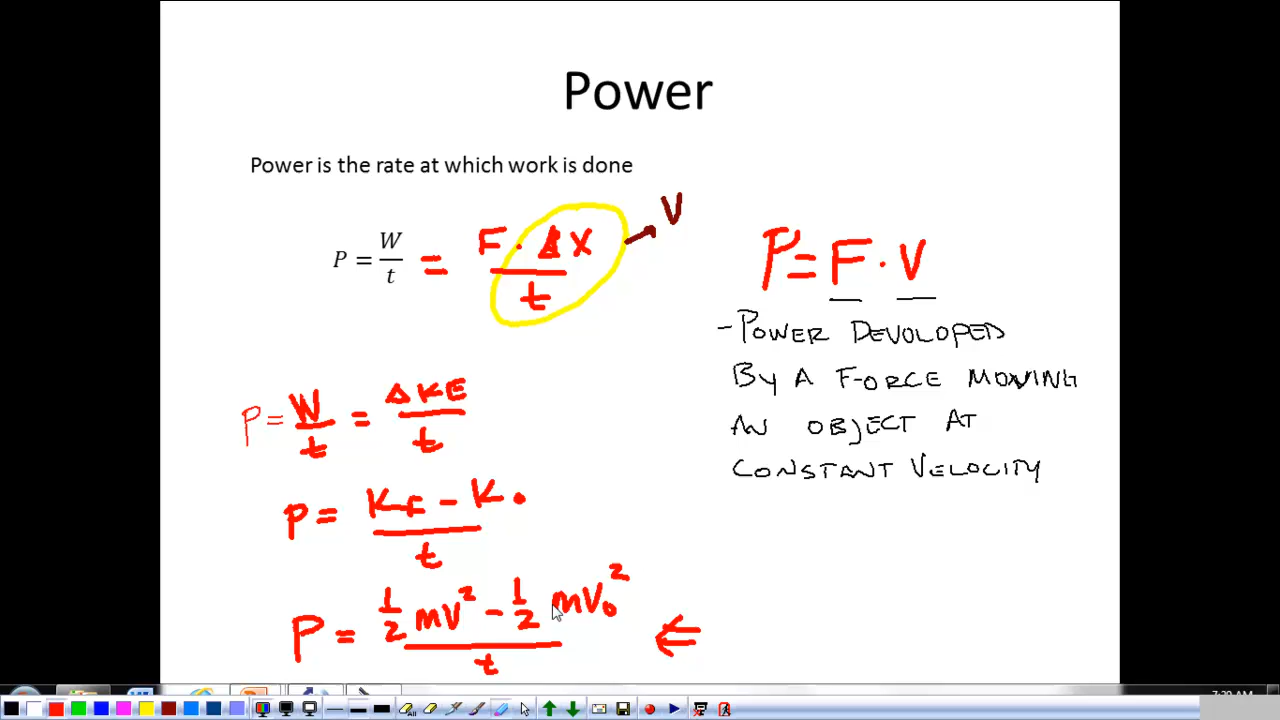 Power
Power is the rate at which work is done
P = W/t = F · ΔX / t → V
P = F · V
- POWER DEVOLOPED
BY A FORCE MOVING
AN OBJECT AT
CONSTANT VELOCITY
P = W/t = ΔKE/t
P = (KF - K0)/t
P = (1/2 mV² - 1/2 mV0²)/t ⇐